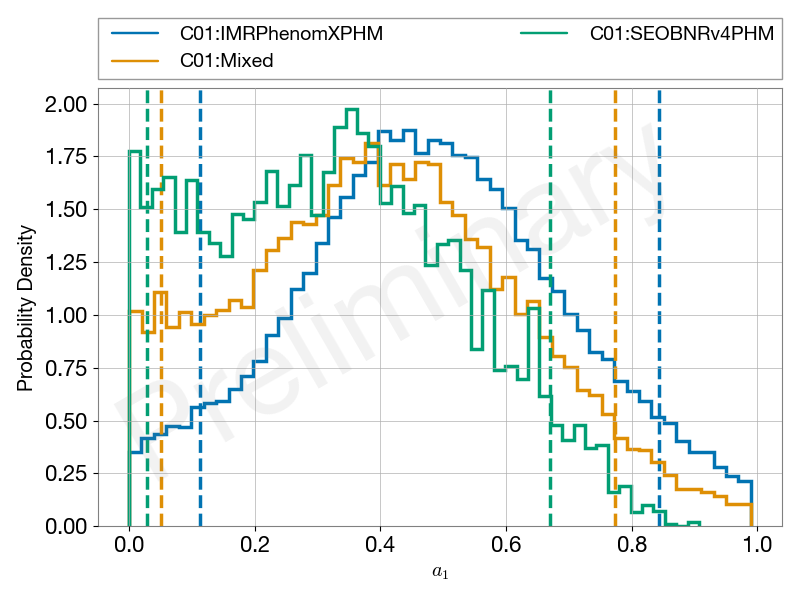 C01:IMRPhenomXPHM
C01:Mixed
C01:SEOBNRv4PHM
Preliminary
Probability Density
2.00
1.75
1.50
1.25
1.00
0.75
0.50
0.25
0.00
0.0 0.2 0.4 0.6 0.8 1.0
a₁